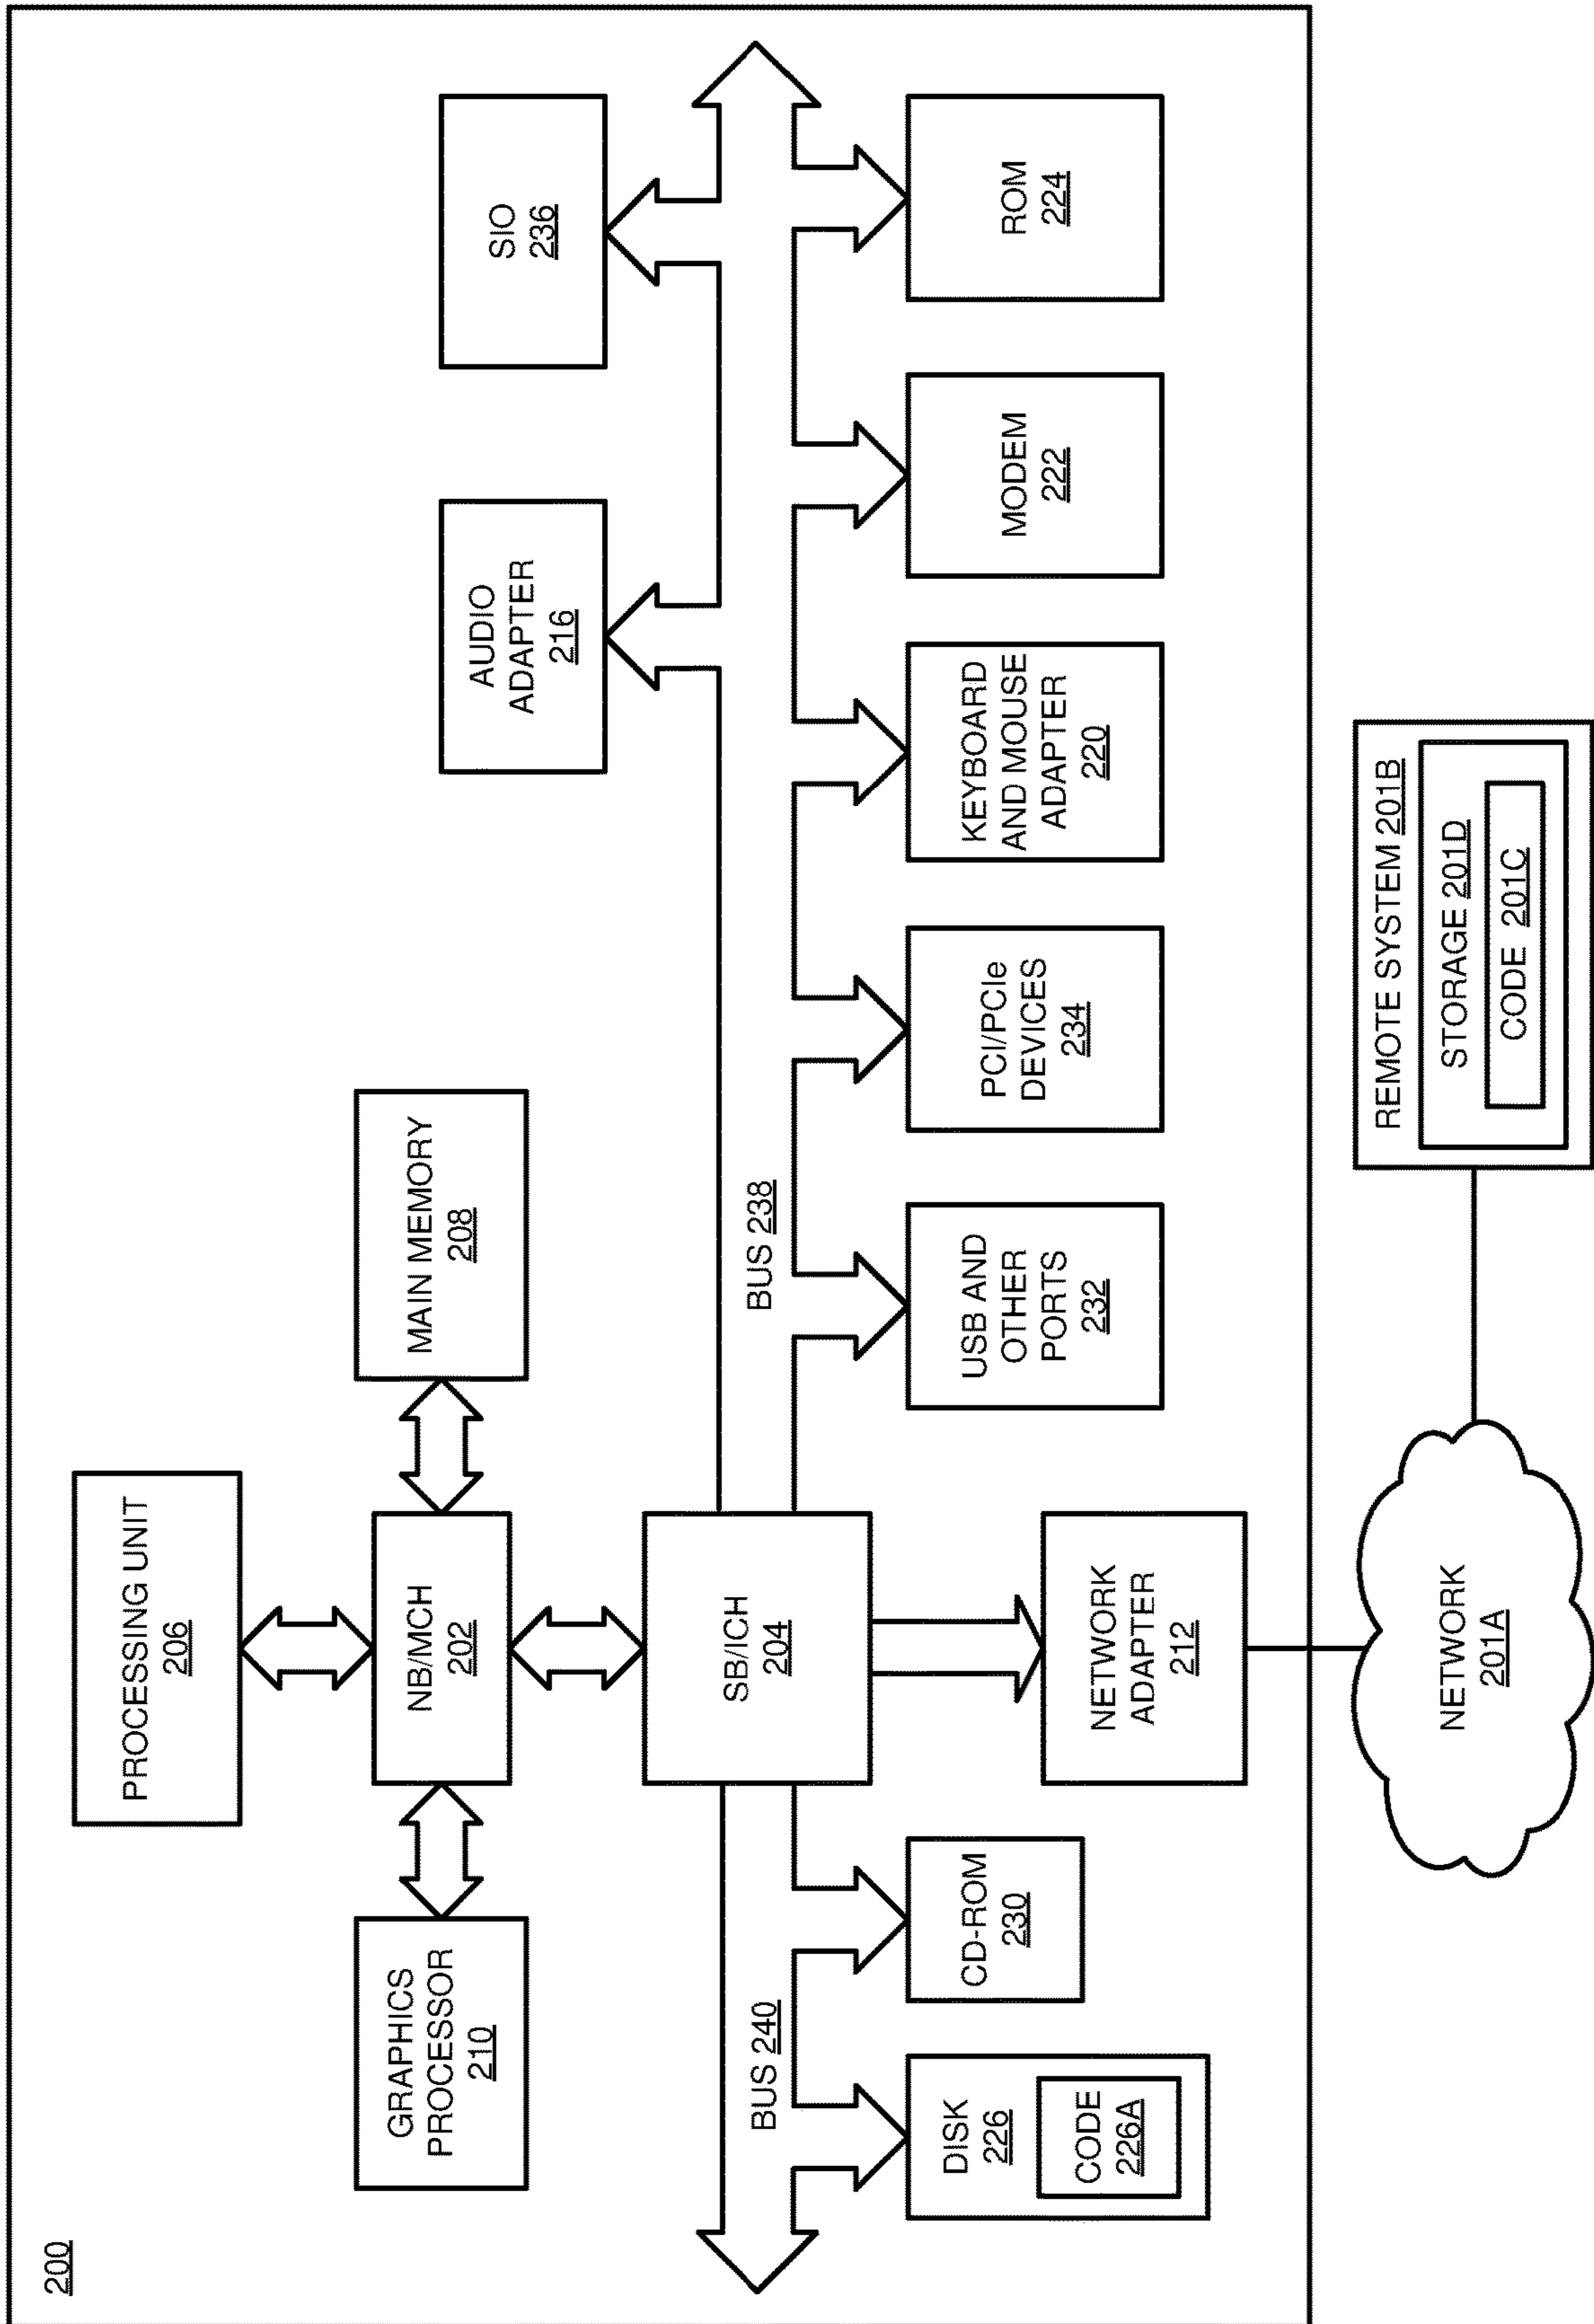 200
PROCESSING UNIT
206
GRAPHICS
PROCESSOR
210
NB/MCH
202
MAIN MEMORY
208
AUDIO
ADAPTER
216
SIO
236
SB/ICH
204
BUS 240
BUS 238
DISK
226
CODE
226A
CD-ROM
230
NETWORK
ADAPTER
212
USB AND
OTHER
PORTS
232
PCI/PCIe
DEVICES
234
KEYBOARD
AND MOUSE
ADAPTER
220
MODEM
222
ROM
224
NETWORK
201A
REMOTE SYSTEM 201B
STORAGE 201D
CODE 201C